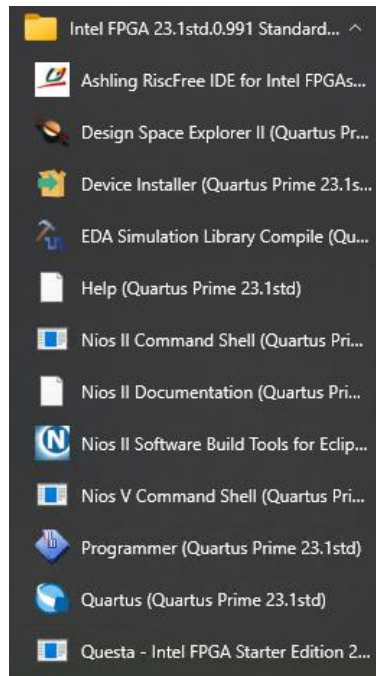 Intel FPGA 23.1std.0.991 Standard...
Ashling RiscFree IDE for Intel FPGAs...
Design Space Explorer II (Quartus Pr...
Device Installer (Quartus Prime 23.1s...
EDA Simulation Library Compile (Qu...
Help (Quartus Prime 23.1std)
Nios II Command Shell (Quartus Pri...
Nios II Documentation (Quartus Pri...
Nios II Software Build Tools for Eclip...
Nios V Command Shell (Quartus Pri...
Programmer (Quartus Prime 23.1std)
Quartus (Quartus Prime 23.1std)
Questa - Intel FPGA Starter Edition 2...